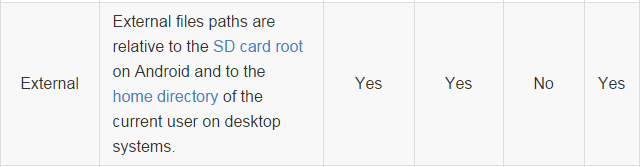 External files paths are
relative to the SD card root
on Android and to the
External Yes Yes No Yes
home directory of the
current user on desktop
systems.